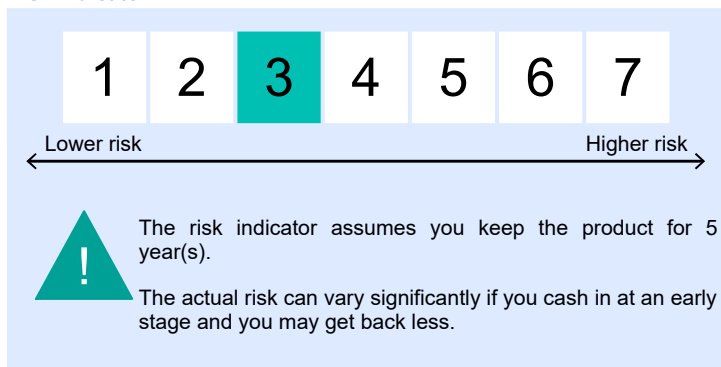 1 2 3 4 5 6 7
Lower risk Higher risk
!
The risk indicator assumes you keep the product for 5
year(s).
The actual risk can vary significantly if you cash in at an early
stage and you may get back less.